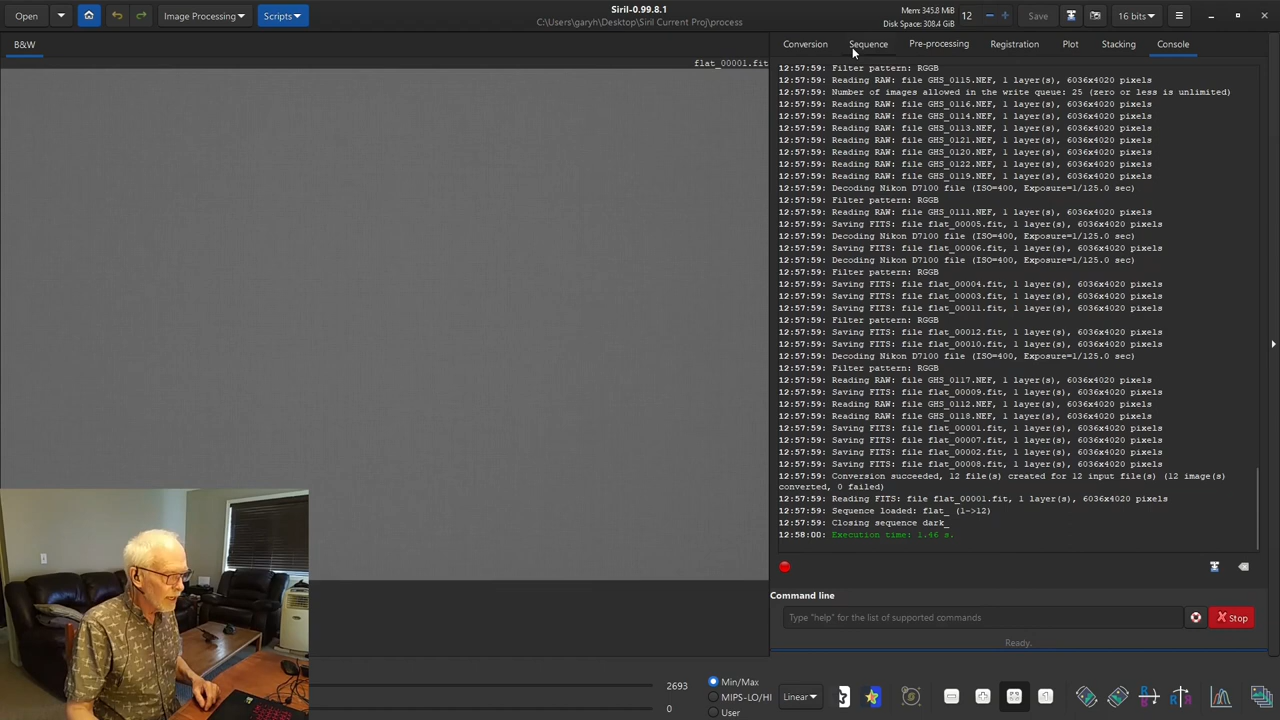 Open
Image Processing
Scripts
Siril-0.99.8.1
C:\Users\garyh\Desktop\Siril Current Proj\process
Mem: 345.8 MiB
Disk Space: 308.4 GiB
12
Save
16 bits
B&W
Conversion
Sequence
Pre-processing
Registration
Plot
Stacking
Console
flat_00001.fit
12:57:59: Filter pattern: RGGB
12:57:59: Reading RAW: file GHS_0115.NEF, 1 layer(s), 6036x4020 pixels
12:57:59: Number of images allowed in the write queue: 25 (zero or less is unlimited)
12:57:59: Reading RAW: file GHS_0116.NEF, 1 layer(s), 6036x4020 pixels
12:57:59: Reading RAW: file GHS_0114.NEF, 1 layer(s), 6036x4020 pixels
12:57:59: Reading RAW: file GHS_0113.NEF, 1 layer(s), 6036x4020 pixels
12:57:59: Reading RAW: file GHS_0121.NEF, 1 layer(s), 6036x4020 pixels
12:57:59: Reading RAW: file GHS_0120.NEF, 1 layer(s), 6036x4020 pixels
12:57:59: Reading RAW: file GHS_0122.NEF, 1 layer(s), 6036x4020 pixels
12:57:59: Reading RAW: file GHS_0119.NEF, 1 layer(s), 6036x4020 pixels
12:57:59: Decoding Nikon D7100 file (ISO=400, Exposure=1/125.0 sec)
12:57:59: Filter pattern: RGGB
12:57:59: Reading RAW: file GHS_0111.NEF, 1 layer(s), 6036x4020 pixels
12:57:59: Saving FITS: file flat_00005.fit, 1 layer(s), 6036x4020 pixels
12:57:59: Decoding Nikon D7100 file (ISO=400, Exposure=1/125.0 sec)
12:57:59: Saving FITS: file flat_00006.fit, 1 layer(s), 6036x4020 pixels
12:57:59: Decoding Nikon D7100 file (ISO=400, Exposure=1/125.0 sec)
12:57:59: Filter pattern: RGGB
12:57:59: Saving FITS: file flat_00004.fit, 1 layer(s), 6036x4020 pixels
12:57:59: Saving FITS: file flat_00003.fit, 1 layer(s), 6036x4020 pixels
12:57:59: Saving FITS: file flat_00011.fit, 1 layer(s), 6036x4020 pixels
12:57:59: Filter pattern: RGGB
12:57:59: Saving FITS: file flat_00012.fit, 1 layer(s), 6036x4020 pixels
12:57:59: Saving FITS: file flat_00010.fit, 1 layer(s), 6036x4020 pixels
12:57:59: Decoding Nikon D7100 file (ISO=400, Exposure=1/125.0 sec)
12:57:59: Filter pattern: RGGB
12:57:59: Reading RAW: file GHS_0117.NEF, 1 layer(s), 6036x4020 pixels
12:57:59: Saving FITS: file flat_00009.fit, 1 layer(s), 6036x4020 pixels
12:57:59: Reading RAW: file GHS_0112.NEF, 1 layer(s), 6036x4020 pixels
12:57:59: Reading RAW: file GHS_0118.NEF, 1 layer(s), 6036x4020 pixels
12:57:59: Saving FITS: file flat_00001.fit, 1 layer(s), 6036x4020 pixels
12:57:59: Saving FITS: file flat_00007.fit, 1 layer(s), 6036x4020 pixels
12:57:59: Saving FITS: file flat_00002.fit, 1 layer(s), 6036x4020 pixels
12:57:59: Saving FITS: file flat_00008.fit, 1 layer(s), 6036x4020 pixels
12:57:59: Conversion succeeded, 12 file(s) created for 12 input file(s) (12 image(s)
converted, 0 failed)
12:57:59: Reading FITS: file flat_00001.fit, 1 layer(s), 6036x4020 pixels
12:57:59: Sequence loaded: flat_ (1->12)
12:57:59: Closing sequence dark_
12:58:00: Execution time: 1.46 s.
Command line
Type "help" for the list of supported commands
Stop
Ready.
2693
0
Min/Max
MIPS-LO/HI
User
Linear